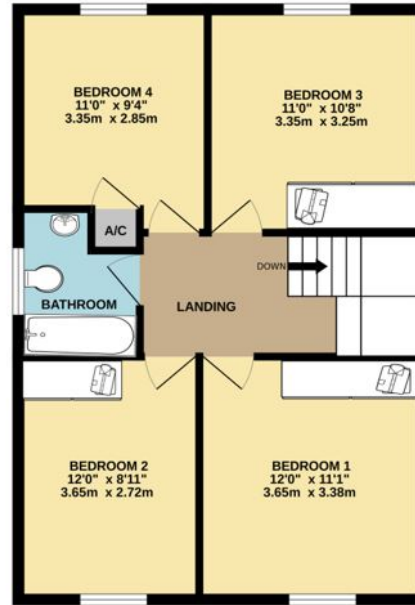 BEDROOM 4
11'0" x 9'4"
3.35m x 2.85m
BEDROOM 3
11'0" x 10'8"
3.35m x 3.25m
A/C
BATHROOM
LANDING
DOWN
BEDROOM 2
12'0" x 8'11"
3.65m x 2.72m
BEDROOM 1
12'0" x 11'1"
3.65m x 3.38m